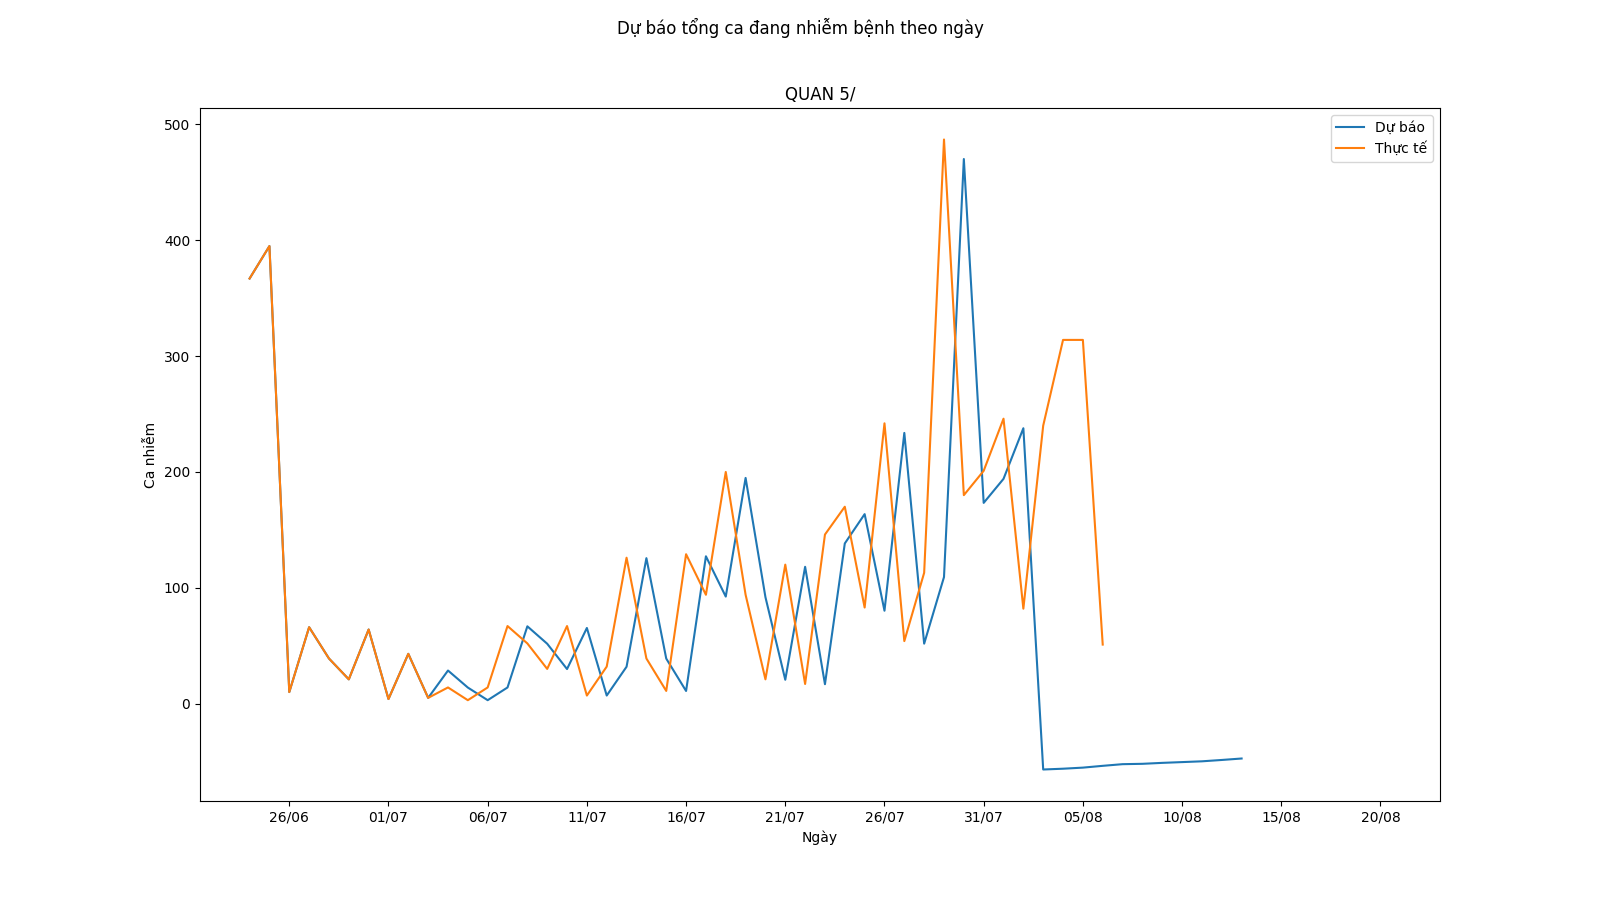 Dự báo tổng ca đang nhiễm bệnh theo ngày
QUAN 5/
Dự báo
Thực tế
500
400
300
200
100
0
Ca nhiễm
26/06 01/07 06/07 11/07 16/07 21/07 26/07 31/07 05/08 10/08 15/08 20/08
Ngày